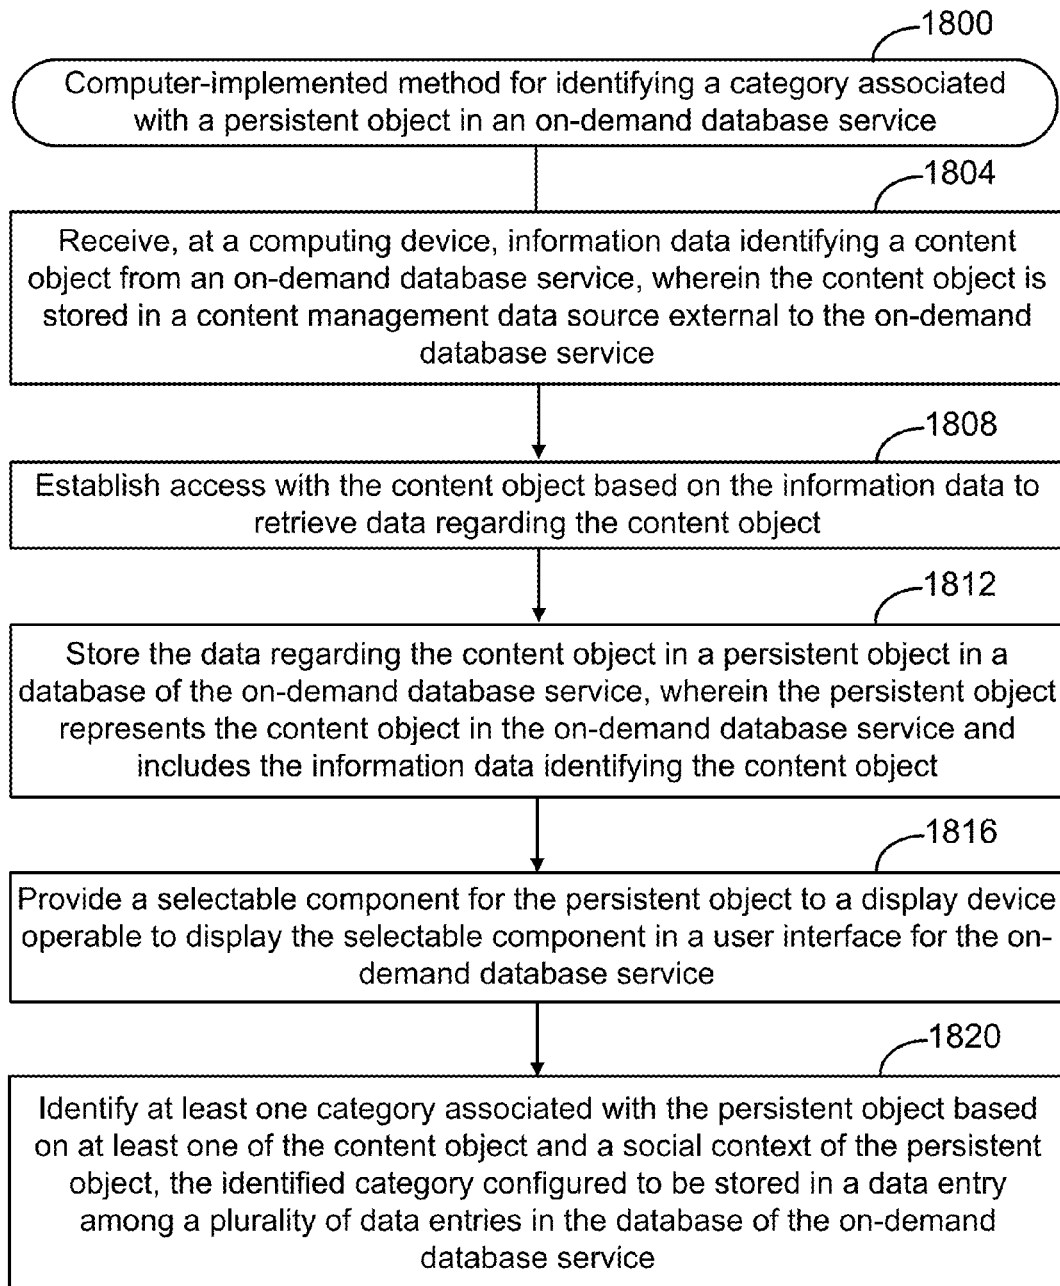 1800
Computer-implemented method for identifying a category associated
with a persistent object in an on-demand database service
1804
Receive, at a computing device, information data identifying a content
object from an on-demand database service, wherein the content object is
stored in a content management data source external to the on-demand
database service
1808
Establish access with the content object based on the information data to
retrieve data regarding the content object
1812
Store the data regarding the content object in a persistent object in a
database of the on-demand database service, wherein the persistent object
represents the content object in the on-demand database service and
includes the information data identifying the content object
1816
Provide a selectable component for the persistent object to a display device
operable to display the selectable component in a user interface for the on-
demand database service
1820
Identify at least one category associated with the persistent object based
on at least one of the content object and a social context of the persistent
object, the identified category configured to be stored in a data entry
among a plurality of data entries in the database of the on-demand
database service